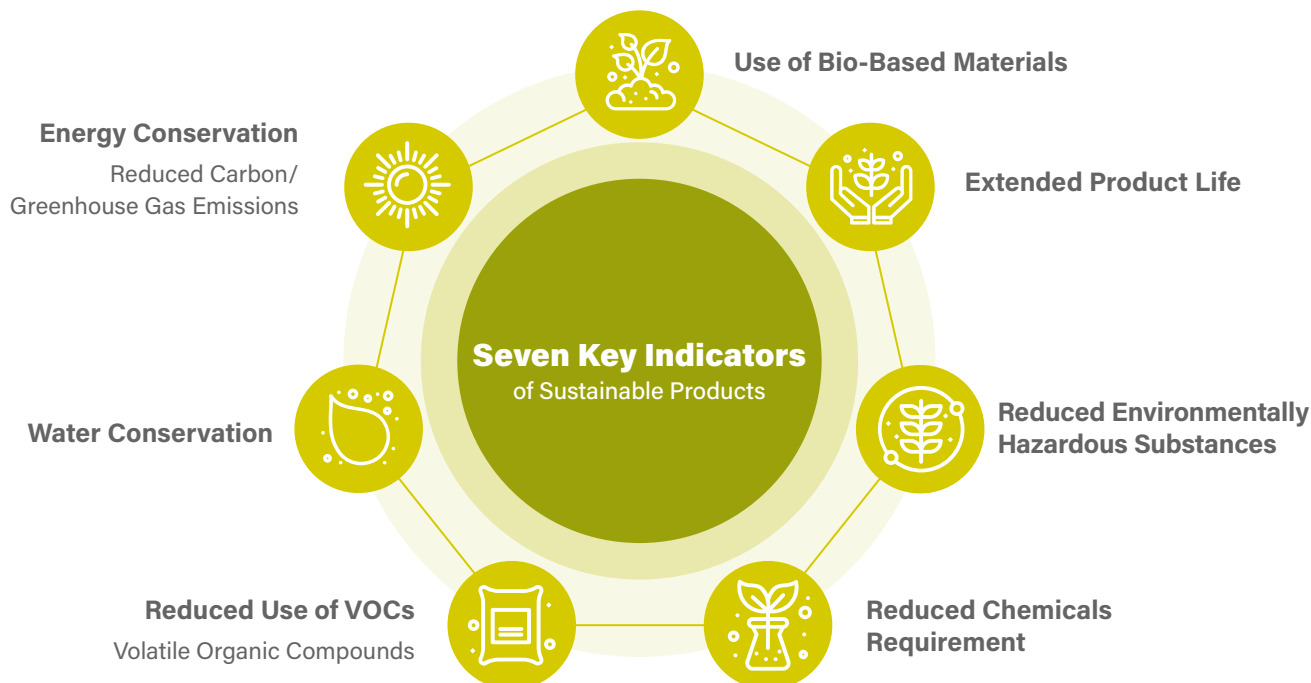 Use of Bio-Based Materials
Energy Conservation
Reduced Carbon/
Greenhouse Gas Emissions
Extended Product Life
Seven Key Indicators
of Sustainable Products
Water Conservation
Reduced Environmentally
Hazardous Substances
Reduced Use of VOCs
Volatile Organic Compounds
Reduced Chemicals
Requirement